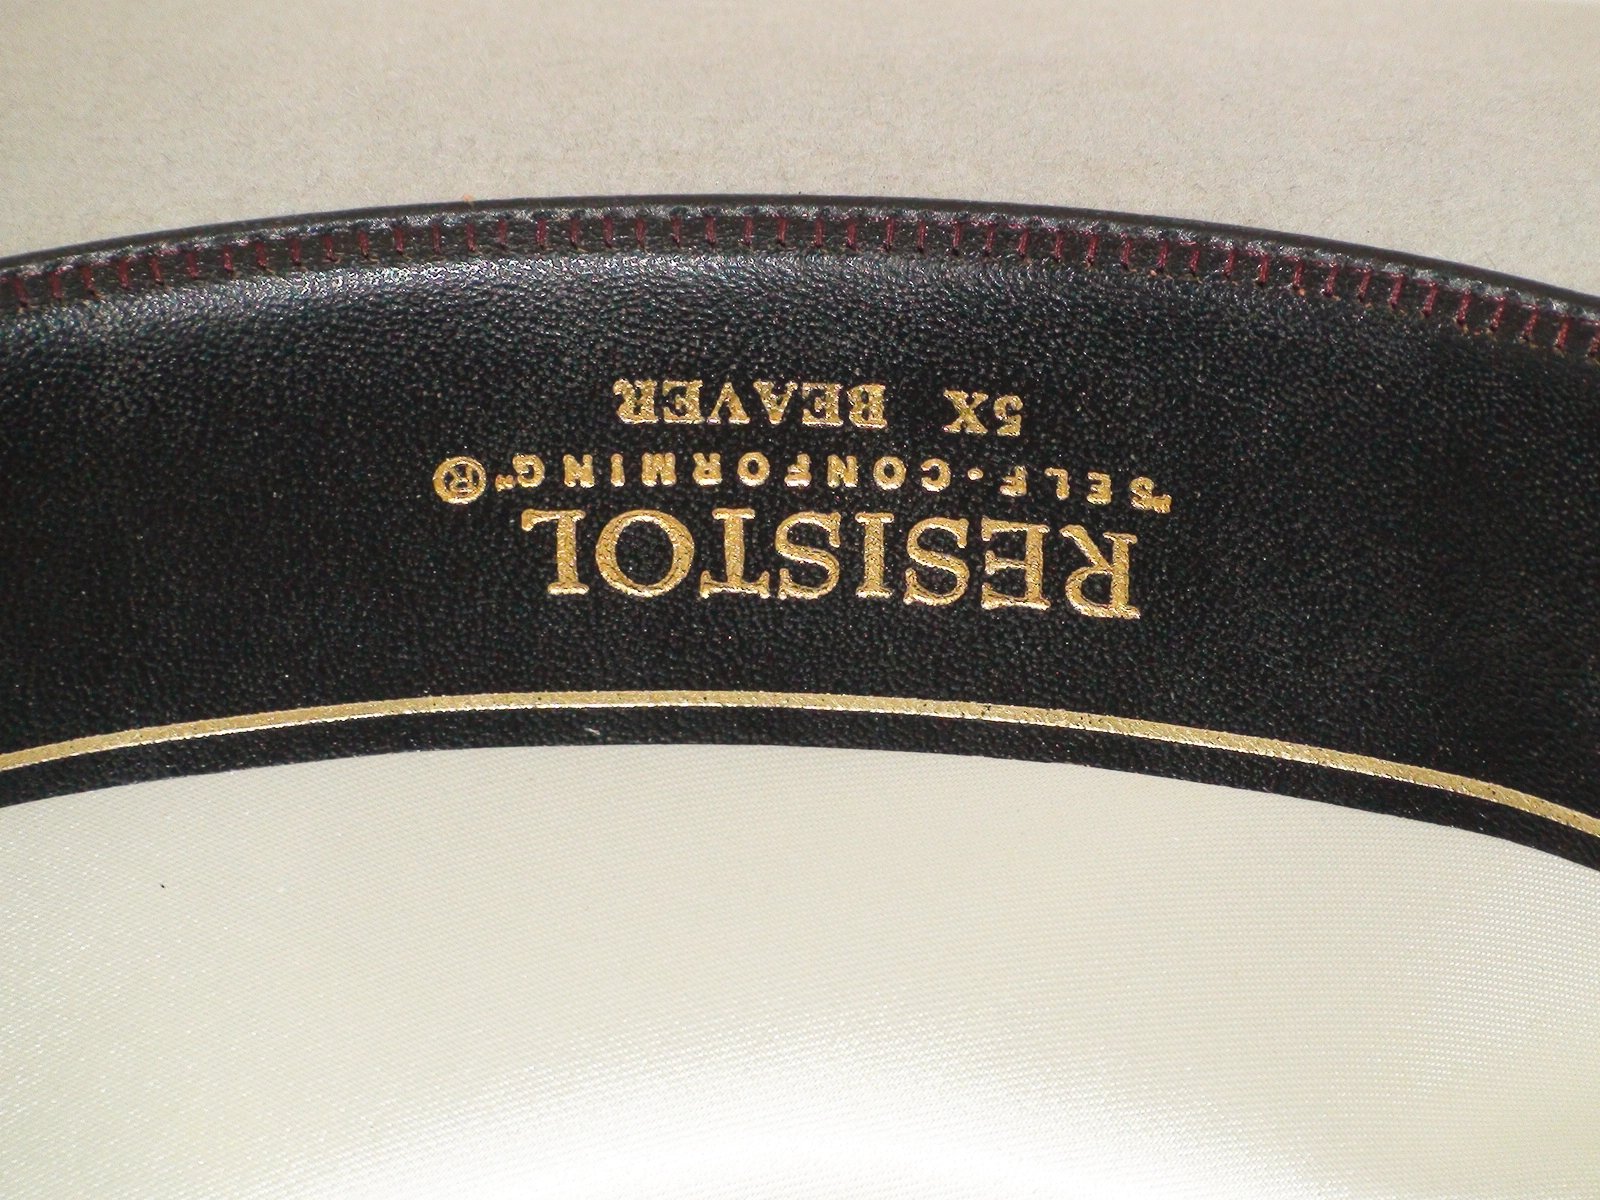 RESISTOL
"SELF-CONFORMING"®
5X BEAVER